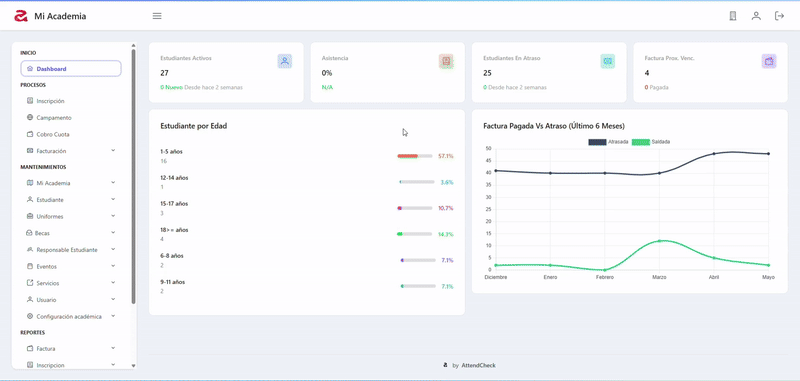 Mi Academia
INICIO
Dashboard
PROCESOS
Inscripción
Campamento
Cobro Cuota
Facturación
MANTENIMIENTOS
Mi Academia
Estudiante
Uniformes
Becas
Responsable Estudiante
Eventos
Servicios
Usuario
Configuración académica
REPORTES
Factura
Inscripcion
Estudiantes Activos
27
0 Nuevo Desde hace 2 semanas
Asistencia
0%
N/A
Estudiantes En Atraso
25
0 Desde hace 2 semanas
Factura Prox. Venc.
4
0 Pagada
Estudiante por Edad
1-5 años
16
57.1%
12-14 años
1
3.6%
15-17 años
3
10.7%
18>= años
4
14.3%
6-8 años
2
7.1%
9-11 años
2
7.1%
Factura Pagada Vs Atraso (Último 6 Meses)
Atrasada Saldada
50
45
40
35
30
25
20
15
10
5
0
Diciembre Enero Febrero Marzo Abril Mayo
by AttendCheck